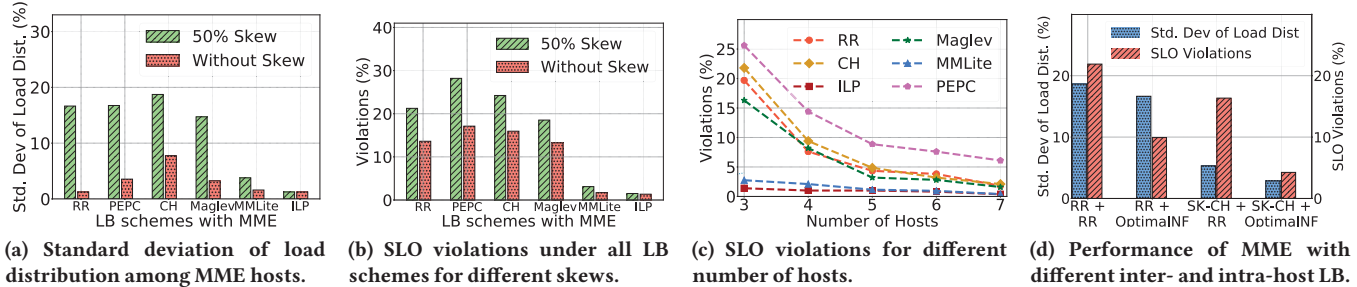 Std. Dev of Load Dist. (%)
30
20
10
0
50% Skew
Without Skew
RR PEPC CH Maglev MMLite ILP
LB schemes with MME
(a) Standard deviation of load
distribution among MME hosts.
Violations (%)
40
30
20
10
0
50% Skew
Without Skew
RR PEPC CH Maglev MMLite ILP
LB schemes with MME
(b) SLO violations under all LB
schemes for different skews.
Violations (%)
25
20
15
10
5
0
RR Maglev
CH MMLite
ILP PEPC
3 4 5 6 7
Number of Hosts
(c) SLO violations for different
number of hosts.
Std. Dev of Load Dist. (%)
30
20
10
0
Std. Dev of Load Dist
SLO Violations
20
10
0
SLO Violations (%)
RR + RR + SK-CH + SK-CH +
RR OptimalNF RR OptimalNF
(d) Performance of MME with
different inter- and intra-host LB.